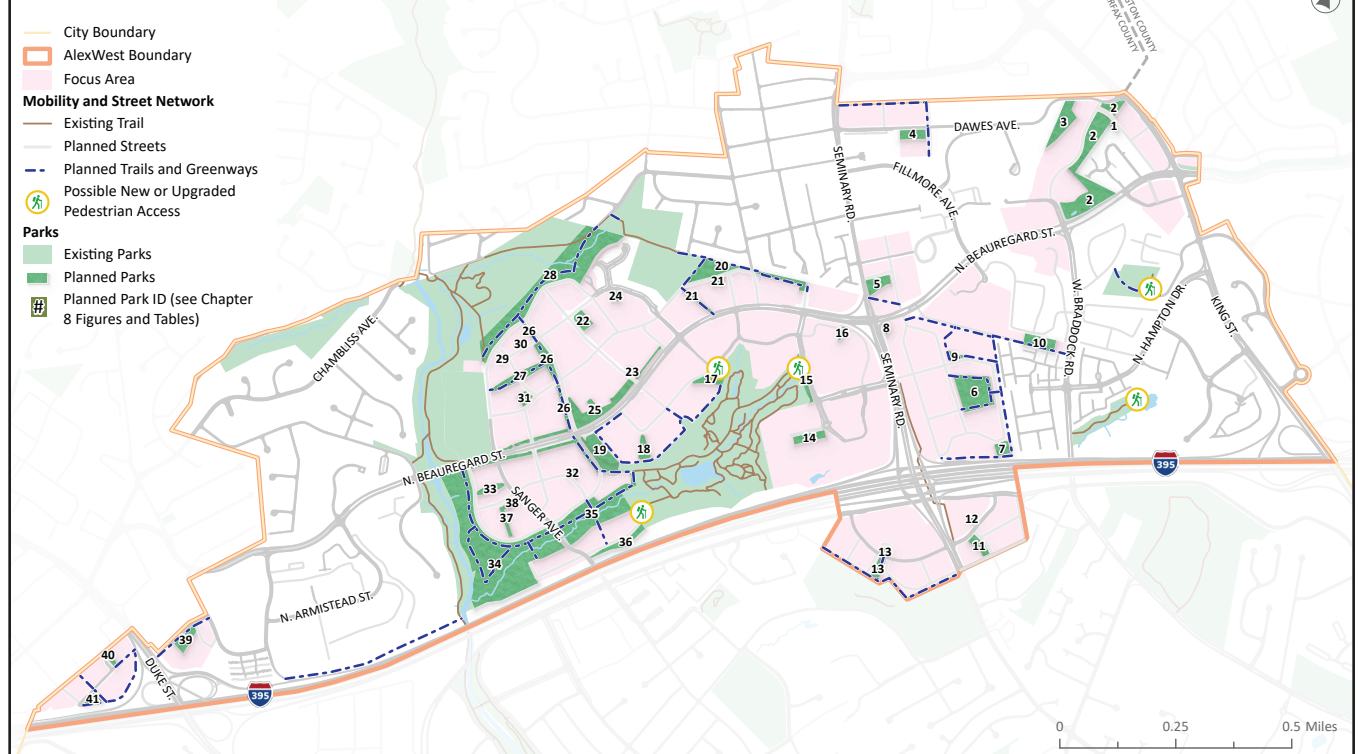 City Boundary
AlexWest Boundary
Focus Area
Mobility and Street Network
Existing Trail
Planned Streets
Planned Trails and Greenways
Possible New or Upgraded
Pedestrian Access
Parks
Existing Parks
Planned Parks
# Planned Park ID (see Chapter
8 Figures and Tables)
GTON COUNTY
RFAX COUNTY
DAWES AVE.
SEMINARY RD.
FILLMORE AVE.
N. BEAUREGARD ST.
W. BRADDOCK RD.
N. HAMPTON DR.
KING ST.
CHAMBLISS AVE.
SEMINARY RD.
N. BEAUREGARD ST.
SANGER AVE.
N. ARMISTEAD ST.
DUKE ST.
2
1
3
2
2
4
5
28
20
21
21
24
22
26
30
29
26
27
31
23
26
25
17
15
16
8
9
10
6
7
14
19
18
32
33
38
37
35
34
36
12
11
13
13
39
40
41
395
395
0 0.25 0.5 Miles